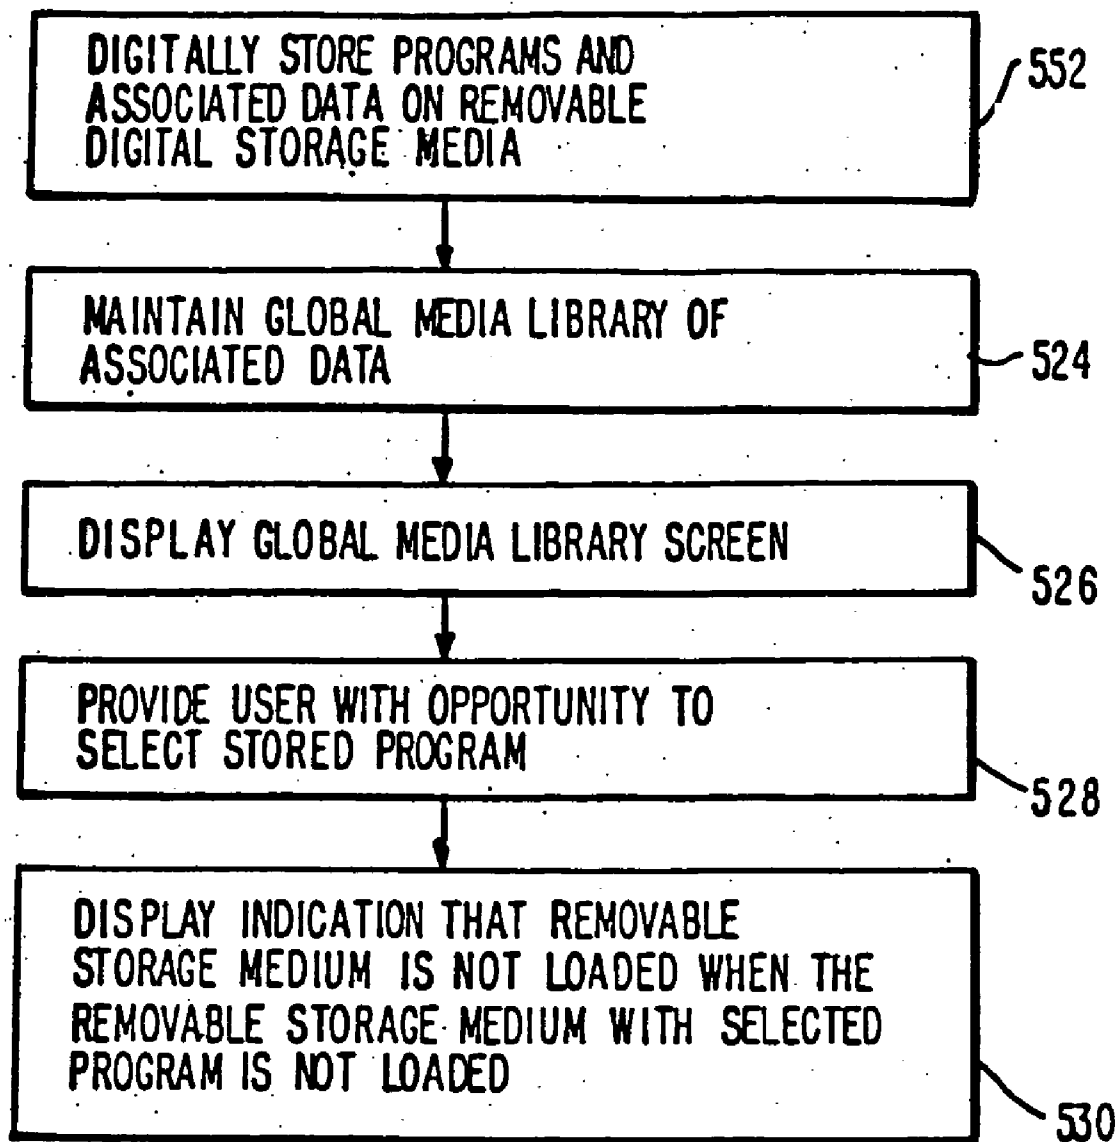 DIGITALLY STORE PROGRAMS AND
ASSOCIATED DATA ON REMOVABLE
DIGITAL STORAGE MEDIA
552
MAINTAIN GLOBAL MEDIA LIBRARY OF
ASSOCIATED DATA
524
DISPLAY GLOBAL MEDIA LIBRARY SCREEN
526
PROVIDE USER WITH OPPORTUNITY TO
SELECT STORED PROGRAM
528
DISPLAY INDICATION THAT REMOVABLE
STORAGE MEDIUM IS NOT LOADED WHEN THE
REMOVABLE STORAGE MEDIUM WITH SELECTED
PROGRAM IS NOT LOADED
530